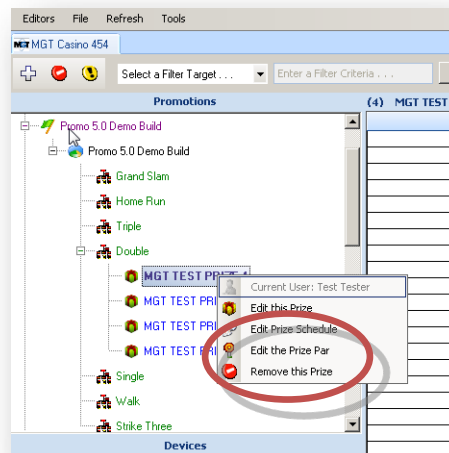 Editors File Refresh Tools
MGT MGT Casino 454
Select a Filter Target . . . Enter a Filter Criteria . . .
Promotions
(4) MGT TEST
Promo 5.0 Demo Build
Promo 5.0 Demo Build
Grand Slam
Home Run
Triple
Double
MGT TEST PRIZE 4
Current User: Test Tester
Edit this Prize
MGT TEST PRI
Edit Prize Schedule
MGT TEST PRI
Edit the Prize Par
MGT TEST PRI
Remove this Prize
Single
Walk
Strike Three
Devices